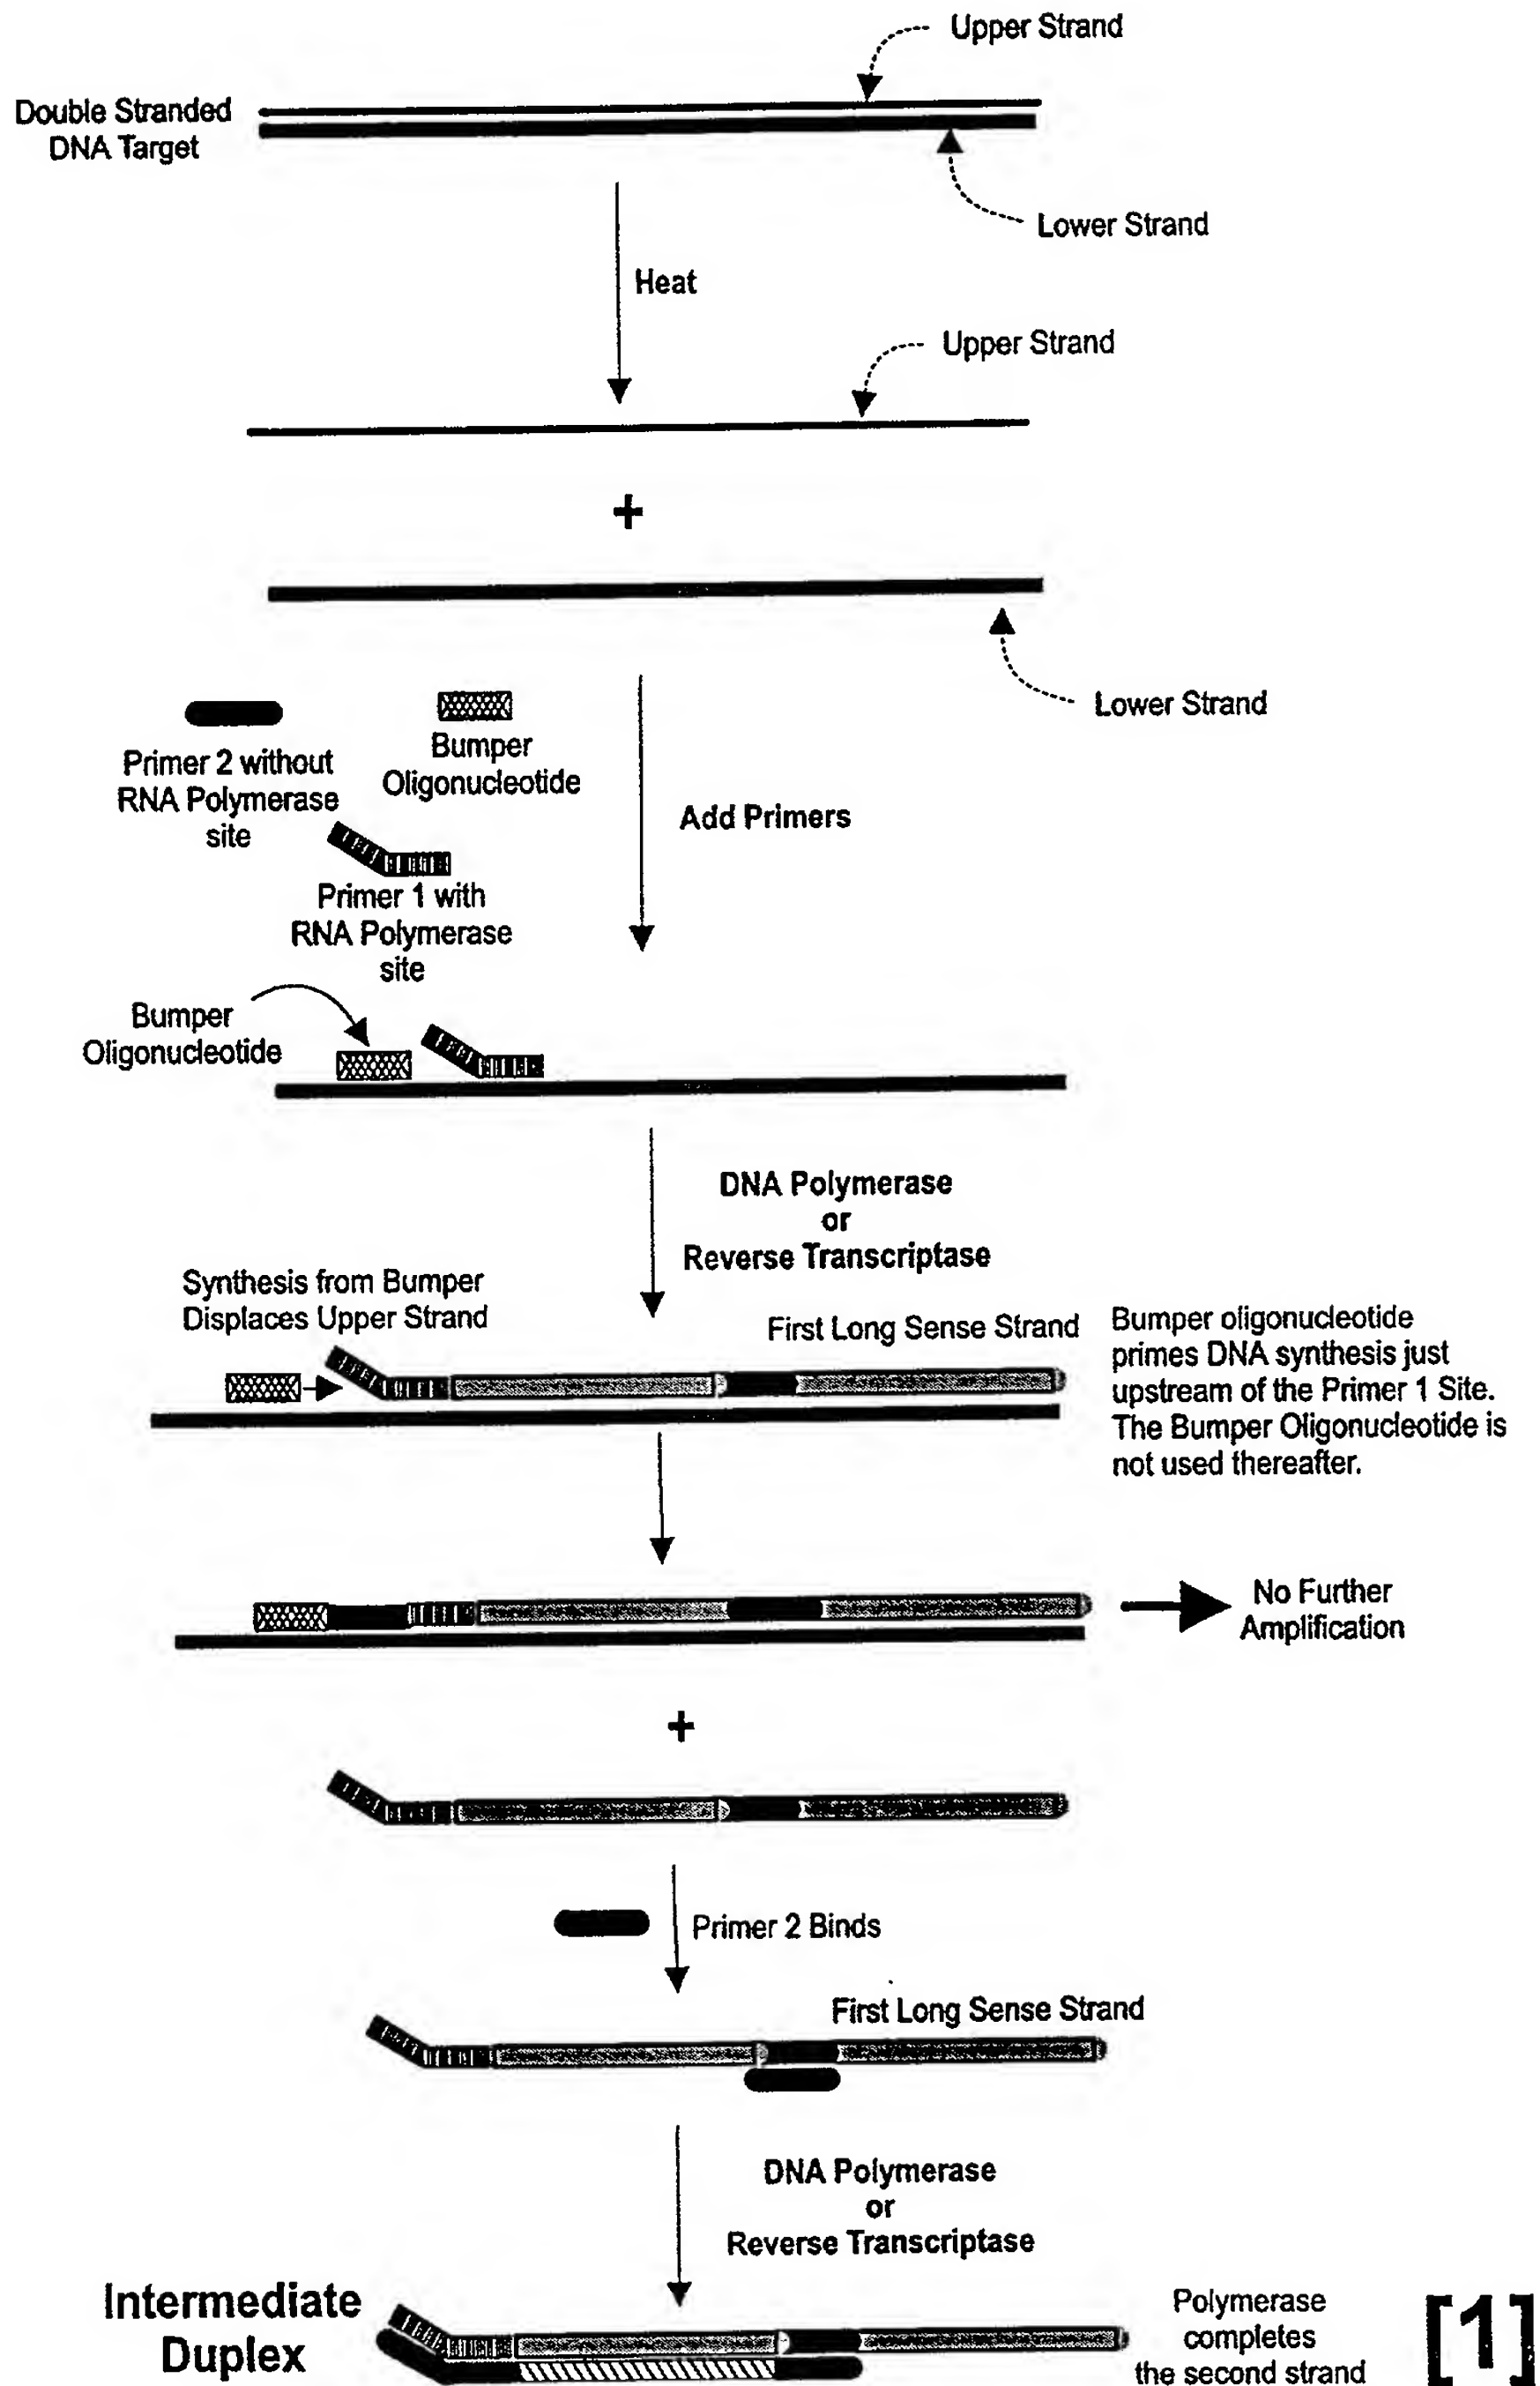 Upper Strand
Double Stranded
DNA Target
Lower Strand
Heat
Upper Strand
+
Lower Strand
Primer 2 without
RNA Polymerase
site
Bumper
Oligonucleotide
Add Primers
Primer 1 with
RNA Polymerase
site
Bumper
Oligonucleotide
DNA Polymerase
or
Reverse Transcriptase
Synthesis from Bumper
Displaces Upper Strand
First Long Sense Strand
Bumper oligonucleotide
primes DNA synthesis just
upstream of the Primer 1 Site.
The Bumper Oligonucleotide is
not used thereafter.
No Further
Amplification
+
Primer 2 Binds
First Long Sense Strand
DNA Polymerase
or
Reverse Transcriptase
Intermediate
Duplex
Polymerase
completes
the second strand
[1]